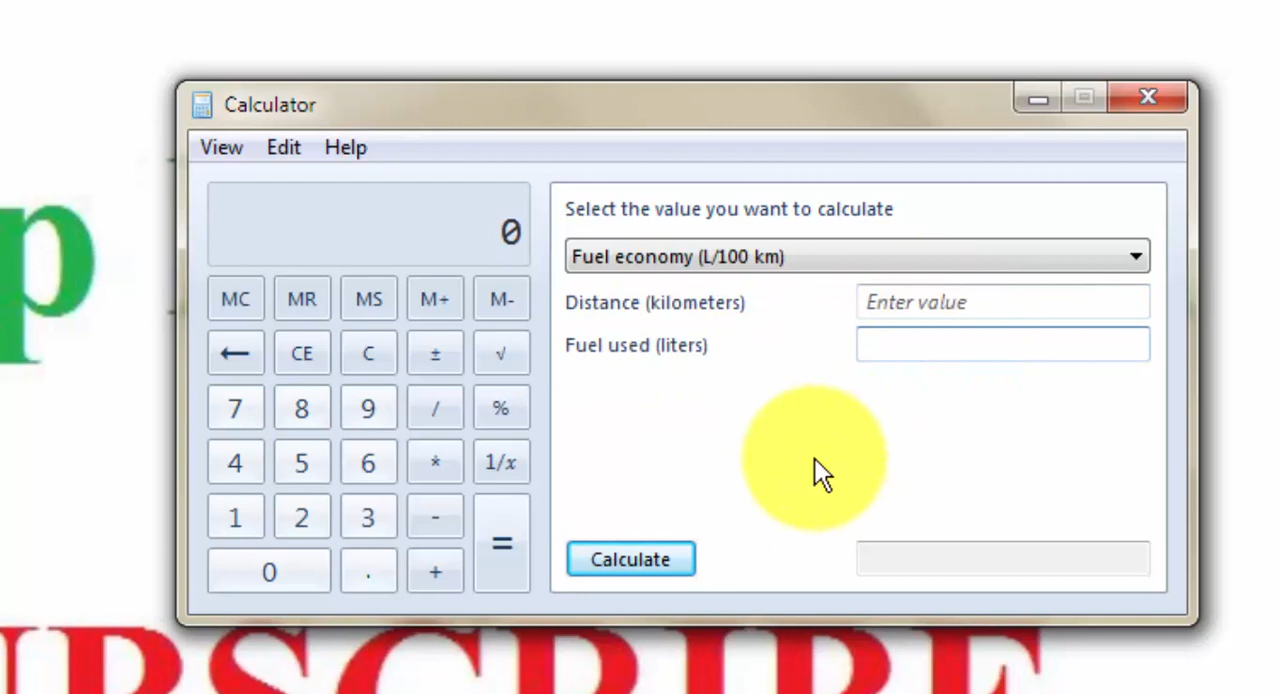 Calculator
View Edit Help
0
MC MR MS M+ M-
← CE C ± √
7 8 9 / %
4 5 6 * 1/x
1 2 3 - =
0 . +
Select the value you want to calculate
Fuel economy (L/100 km)
Distance (kilometers) Enter value
Fuel used (liters)
Calculate
p
UBSCRIBE